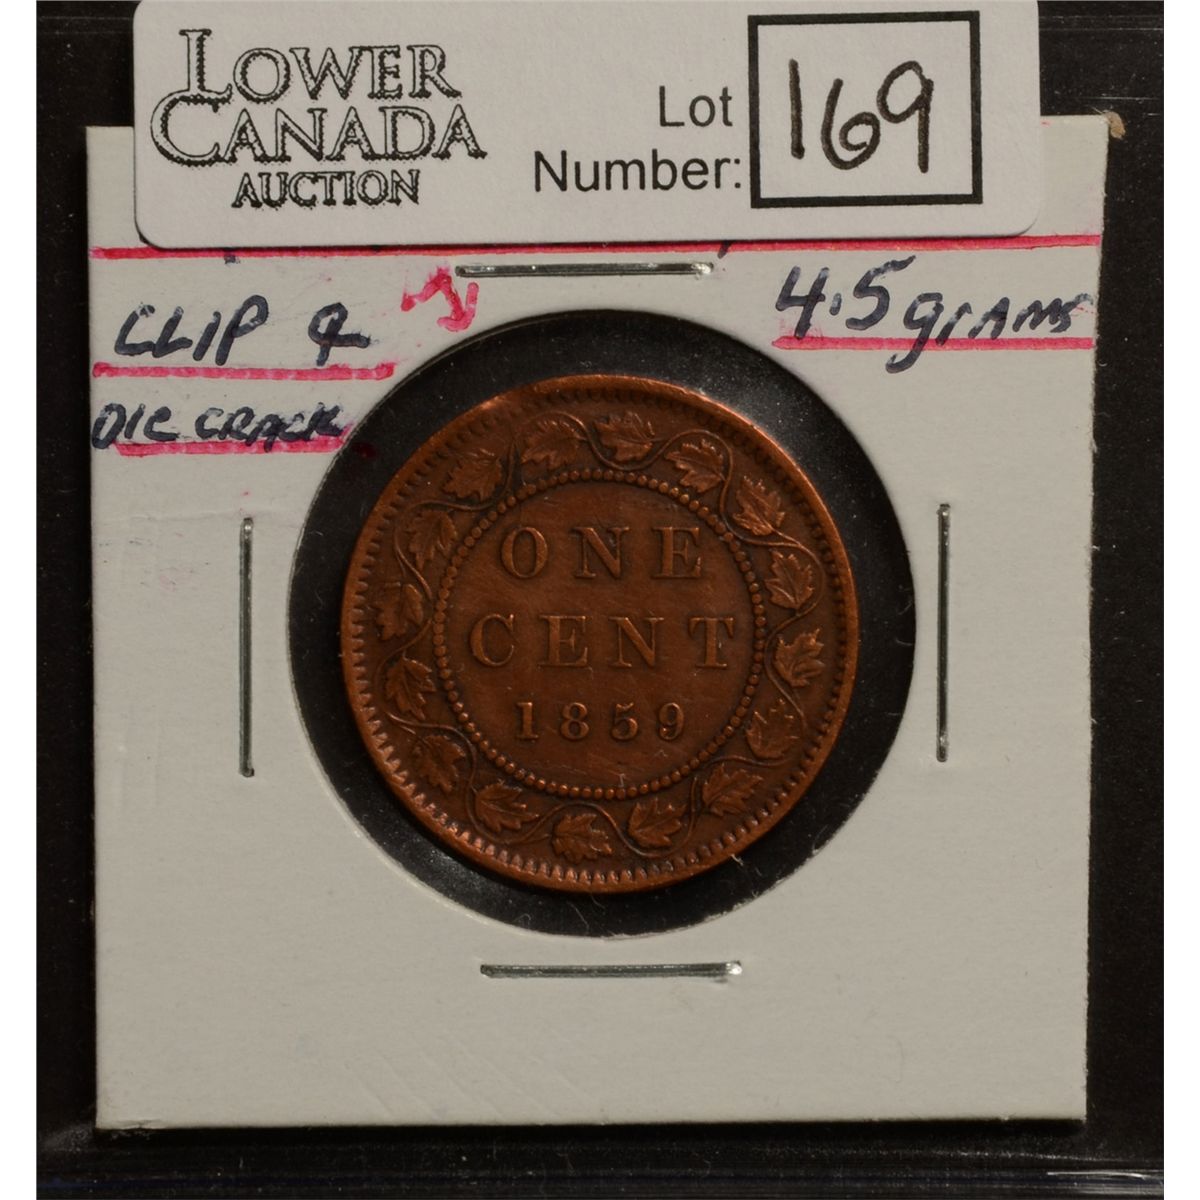 LOWER
CANADA
AUCTION
Lot
Number:
169
CLIP &
DIE CRACK
4.5 grams
ONE
CENT
1859